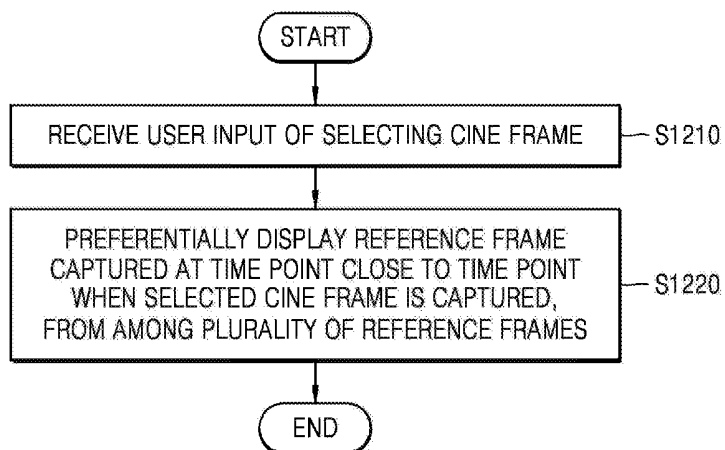 START
RECEIVE USER INPUT OF SELECTING CINE FRAME
S1210
PREFERENTIALLY DISPLAY REFERENCE FRAME
CAPTURED AT TIME POINT CLOSE TO TIME POINT
WHEN SELECTED CINE FRAME IS CAPTURED,
FROM AMONG PLURALITY OF REFERENCE FRAMES
S1220
END